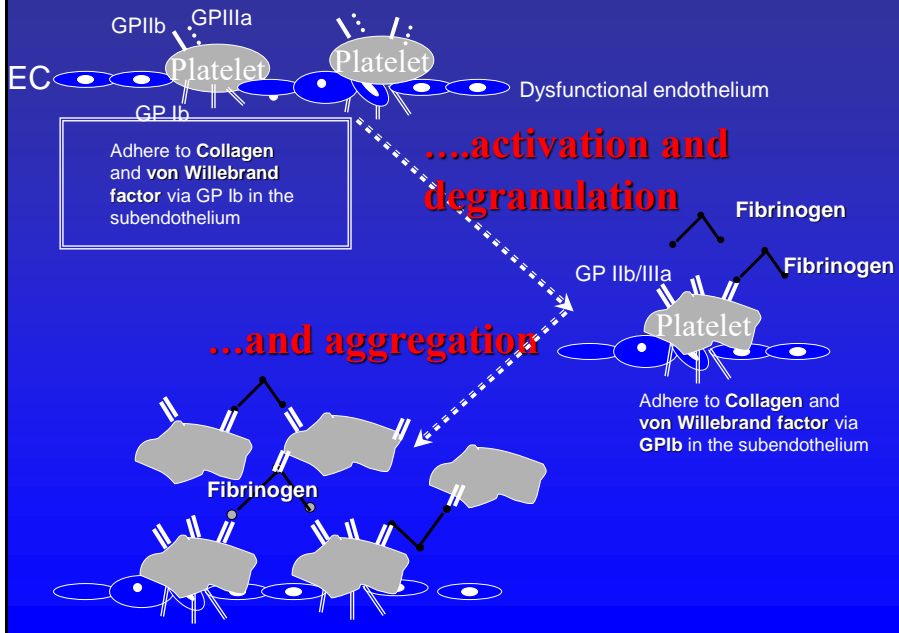 GPIIb
GPIIIa
Platelet
Platelet
EC
Dysfunctional endothelium
GP Ib
Adhere to Collagen
and von Willebrand
factor via GP Ib in the
subendothelium
….activation and
degranulation
Fibrinogen
Fibrinogen
GP IIb/IIIa
Platelet
…and aggregation
Adhere to Collagen and
von Willebrand factor via
GPIb in the subendothelium
Fibrinogen